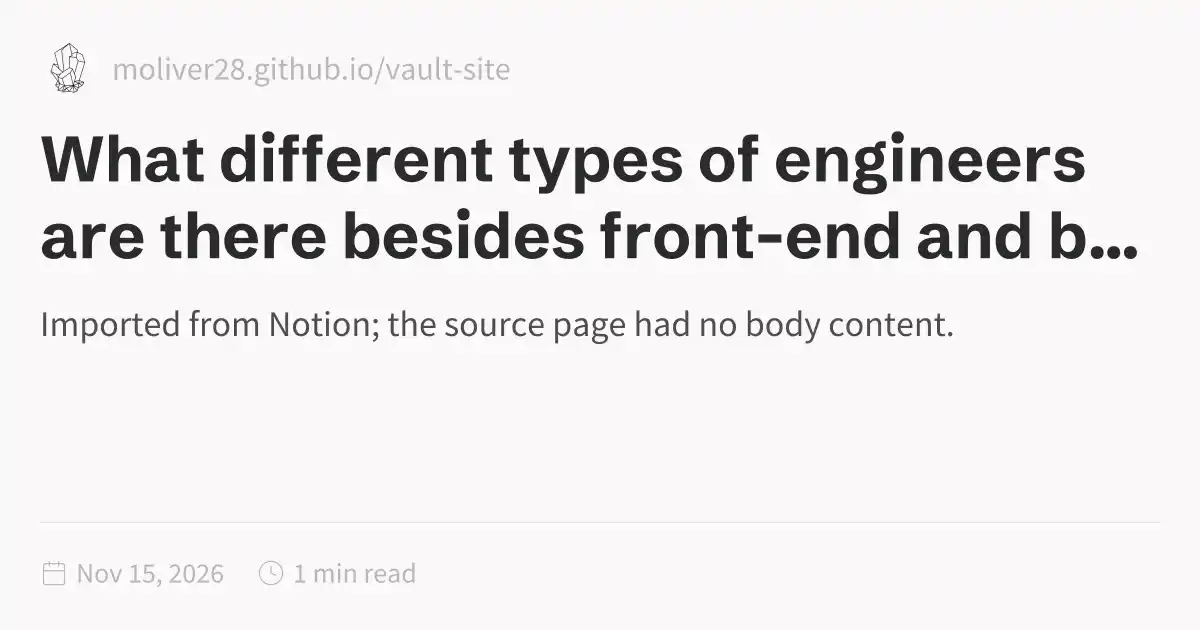 moliver28.github.io/vault-site
What different types of engineers
are there besides front-end and b...
Imported from Notion; the source page had no body content.
Nov 15, 2026 1 min read